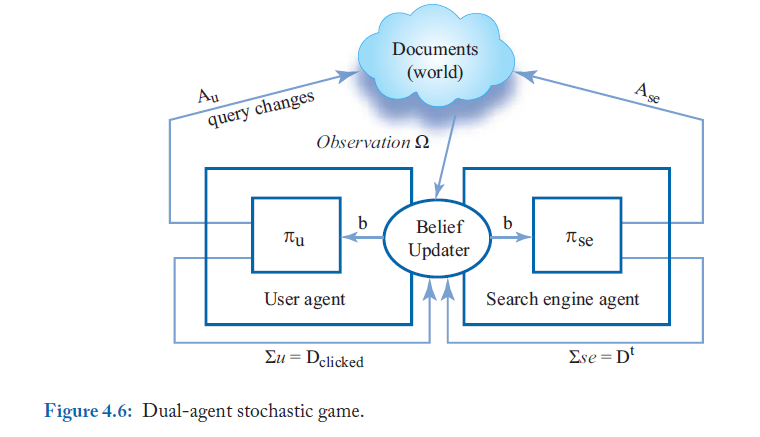 Documents
(world)
Au
query changes
Ase
Observation Ω
b
Belief
Updater
b
πu
πse
User agent
Search engine agent
Σu = Dclicked
Σse = Dt
Figure 4.6: Dual-agent stochastic game.